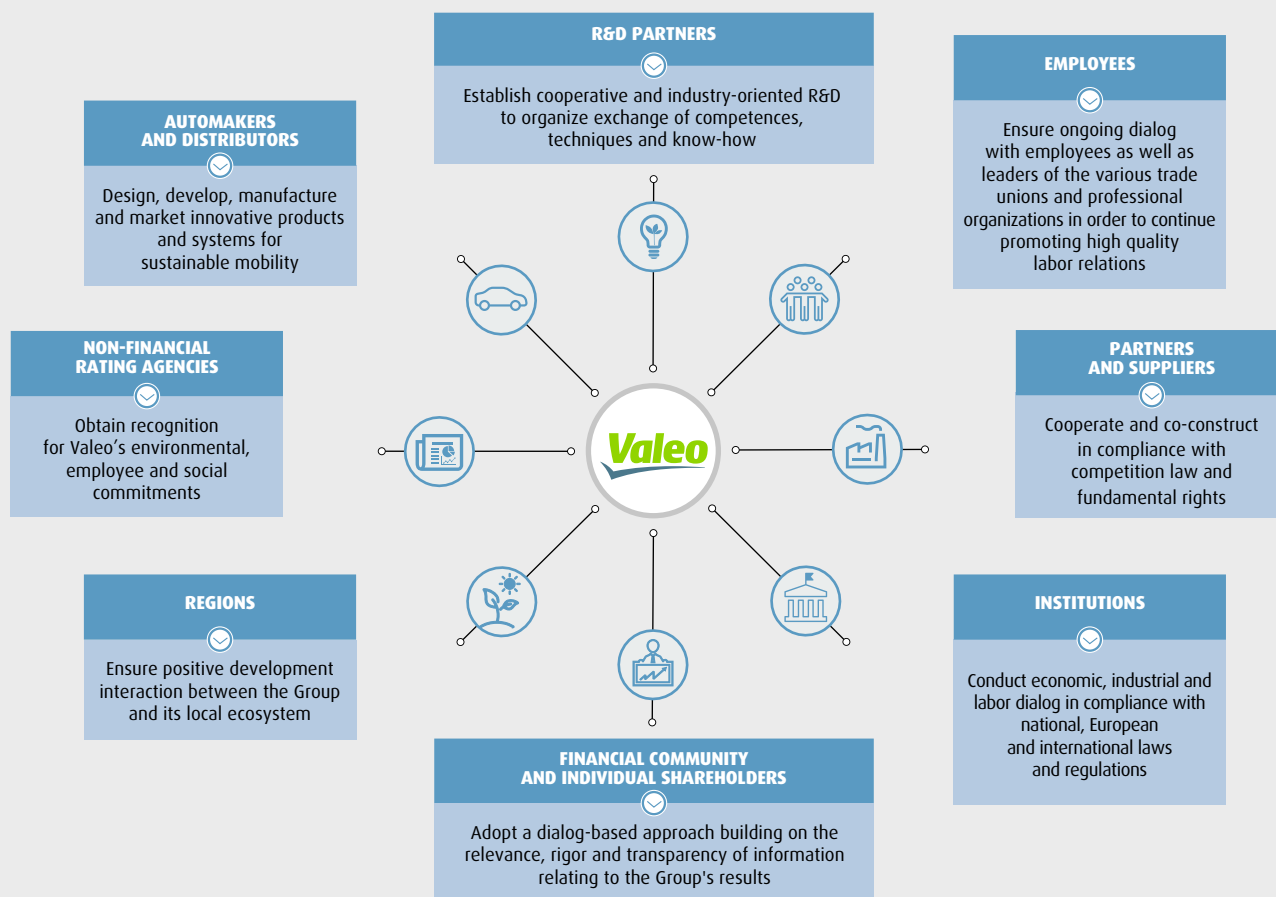 R&D PARTNERS
Establish cooperative and industry-oriented R&D
to organize exchange of competences,
techniques and know-how
EMPLOYEES
Ensure ongoing dialog
with employees as well as
leaders of the various trade
unions and professional
organizations in order to continue
promoting high quality
labor relations
AUTOMAKERS
AND DISTRIBUTORS
Design, develop, manufacture
and market innovative products
and systems for
sustainable mobility
NON-FINANCIAL
RATING AGENCIES
Obtain recognition
for Valeo’s environmental,
employee and social
commitments
PARTNERS
AND SUPPLIERS
Cooperate and co-construct
in compliance with
competition law and
fundamental rights
Valeo
REGIONS
Ensure positive development
interaction between the Group
and its local ecosystem
INSTITUTIONS
Conduct economic, industrial and
labor dialog in compliance with
national, European
and international laws
and regulations
FINANCIAL COMMUNITY
AND INDIVIDUAL SHAREHOLDERS
Adopt a dialog-based approach building on the
relevance, rigor and transparency of information
relating to the Group's results